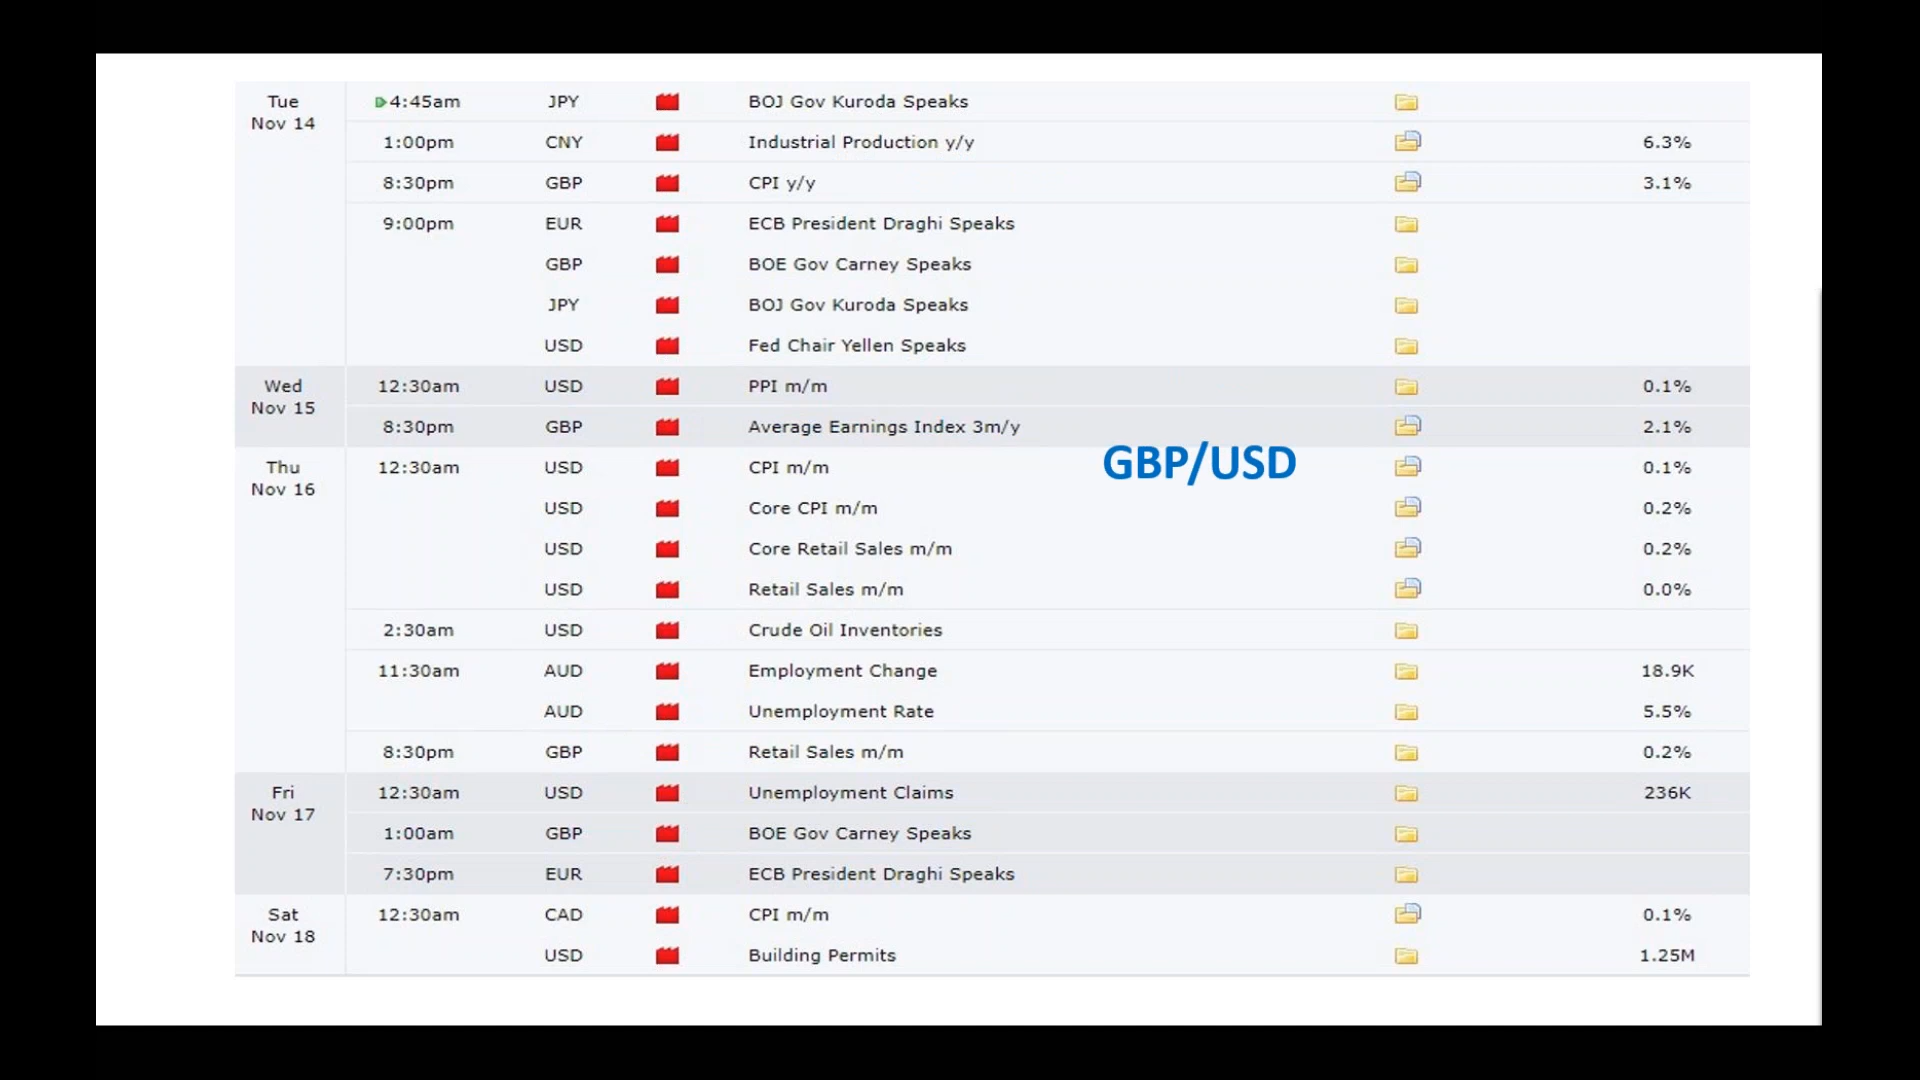 Tue
Nov 14
4:45am JPY BOJ Gov Kuroda Speaks
1:00pm CNY Industrial Production y/y 6.3%
8:30pm GBP CPI y/y 3.1%
9:00pm EUR ECB President Draghi Speaks
GBP BOE Gov Carney Speaks
JPY BOJ Gov Kuroda Speaks
USD Fed Chair Yellen Speaks
Wed
Nov 15
12:30am USD PPI m/m 0.1%
8:30pm GBP Average Earnings Index 3m/y 2.1%
GBP/USD
Thu
Nov 16
12:30am USD CPI m/m 0.1%
USD Core CPI m/m 0.2%
USD Core Retail Sales m/m 0.2%
USD Retail Sales m/m 0.0%
2:30am USD Crude Oil Inventories
11:30am AUD Employment Change 18.9K
AUD Unemployment Rate 5.5%
8:30pm GBP Retail Sales m/m 0.2%
Fri
Nov 17
12:30am USD Unemployment Claims 236K
1:00am GBP BOE Gov Carney Speaks
7:30pm EUR ECB President Draghi Speaks
Sat
Nov 18
12:30am CAD CPI m/m 0.1%
USD Building Permits 1.25M